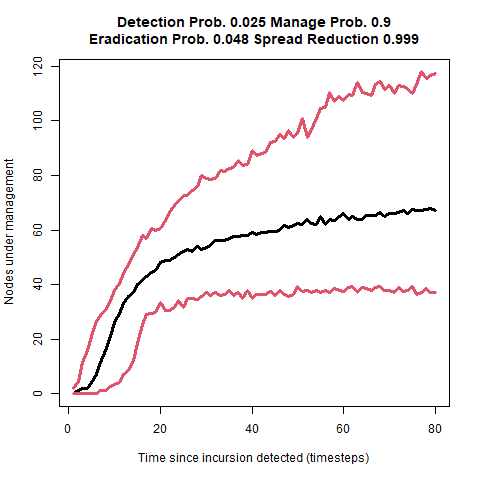 Detection Prob. 0.025 Manage Prob. 0.9
Eradication Prob. 0.048 Spread Reduction 0.999
Nodes under management
120
100
80
60
40
20
0
0 20 40 60 80
Time since incursion detected (timesteps)